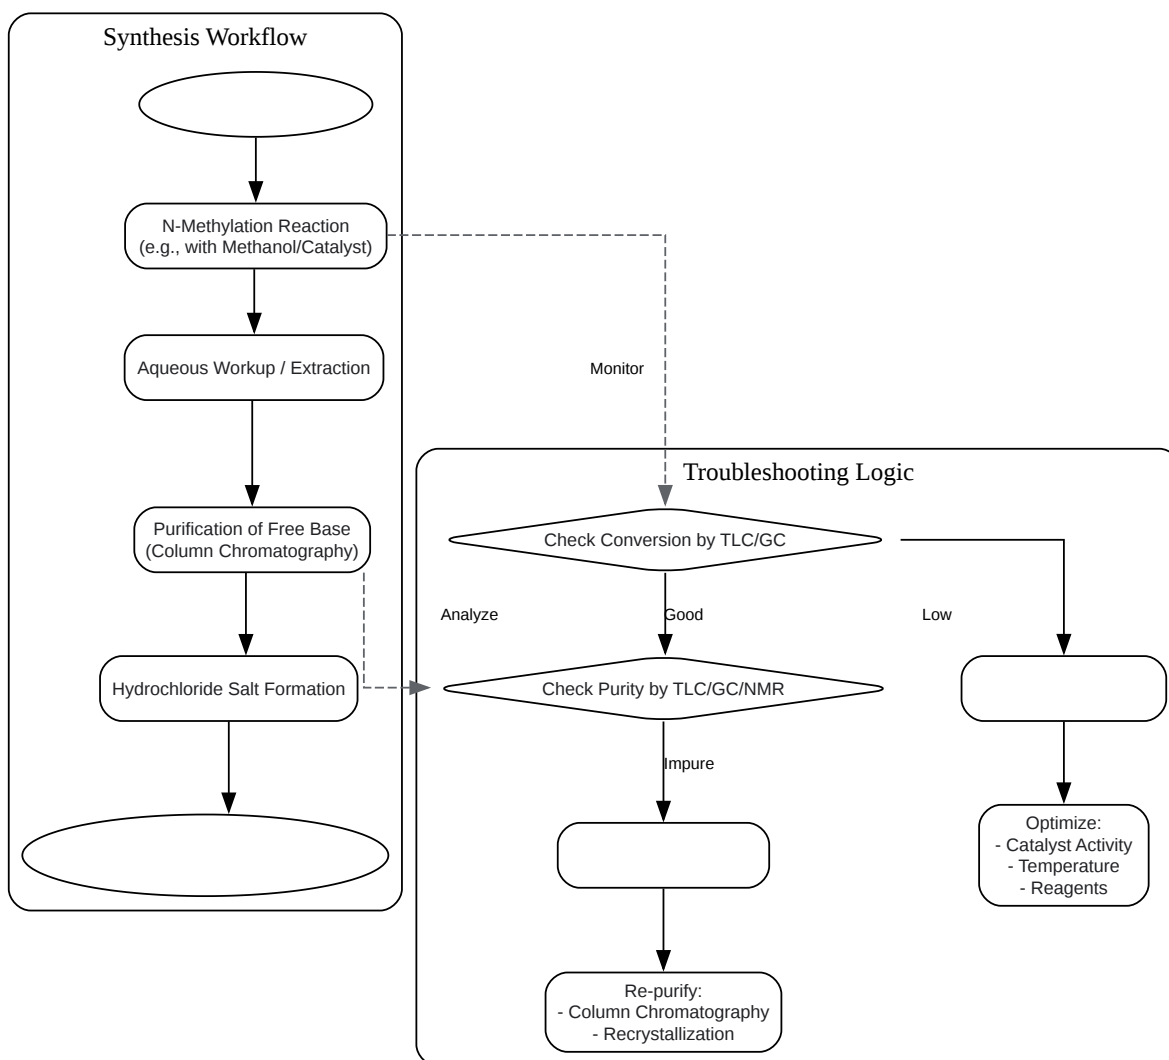 Synthesis Workflow
N-Methylation Reaction
(e.g., with Methanol/Catalyst)
Aqueous Workup / Extraction
Purification of Free Base
(Column Chromatography)
Hydrochloride Salt Formation
Monitor
Analyze
Troubleshooting Logic
Check Conversion by TLC/GC
Good
Low
Check Purity by TLC/GC/NMR
Impure
Optimize:
- Catalyst Activity
- Temperature
- Reagents
Re-purify:
- Column Chromatography
- Recrystallization